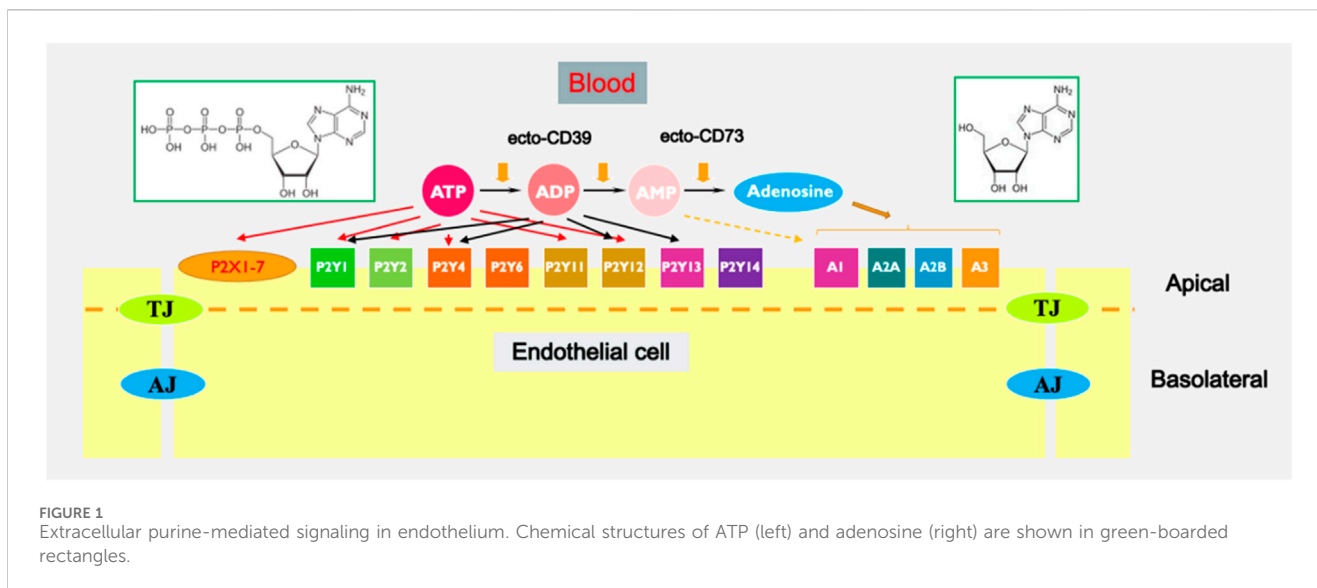 Blood
NH₂
N
N
N
N
O
O
O
HO-P-O-P-O-P-O
OH
OH
OH
O
OH OH
NH₂
N
N
N
N
HO
O
OH OH
ecto-CD39
ecto-CD73
ATP
ADP
AMP
Adenosine
P2X1-7
P2Y1
P2Y2
P2Y4
P2Y6
P2Y11
P2Y12
P2Y13
P2Y14
A1
A2A
A2B
A3
Apical
TJ
TJ
Endothelial cell
AJ
AJ
Basolateral
FIGURE 1
Extracellular purine-mediated signaling in endothelium. Chemical structures of ATP (left) and adenosine (right) are shown in green-boarded
rectangles.